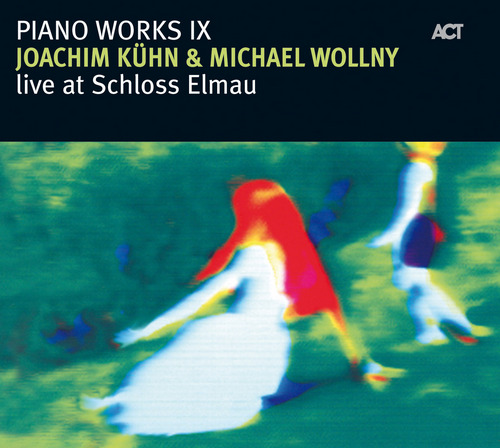 PIANO WORKS IX
ACT
JOACHIM KÜHN & MICHAEL WOLLNY
live at Schloss Elmau